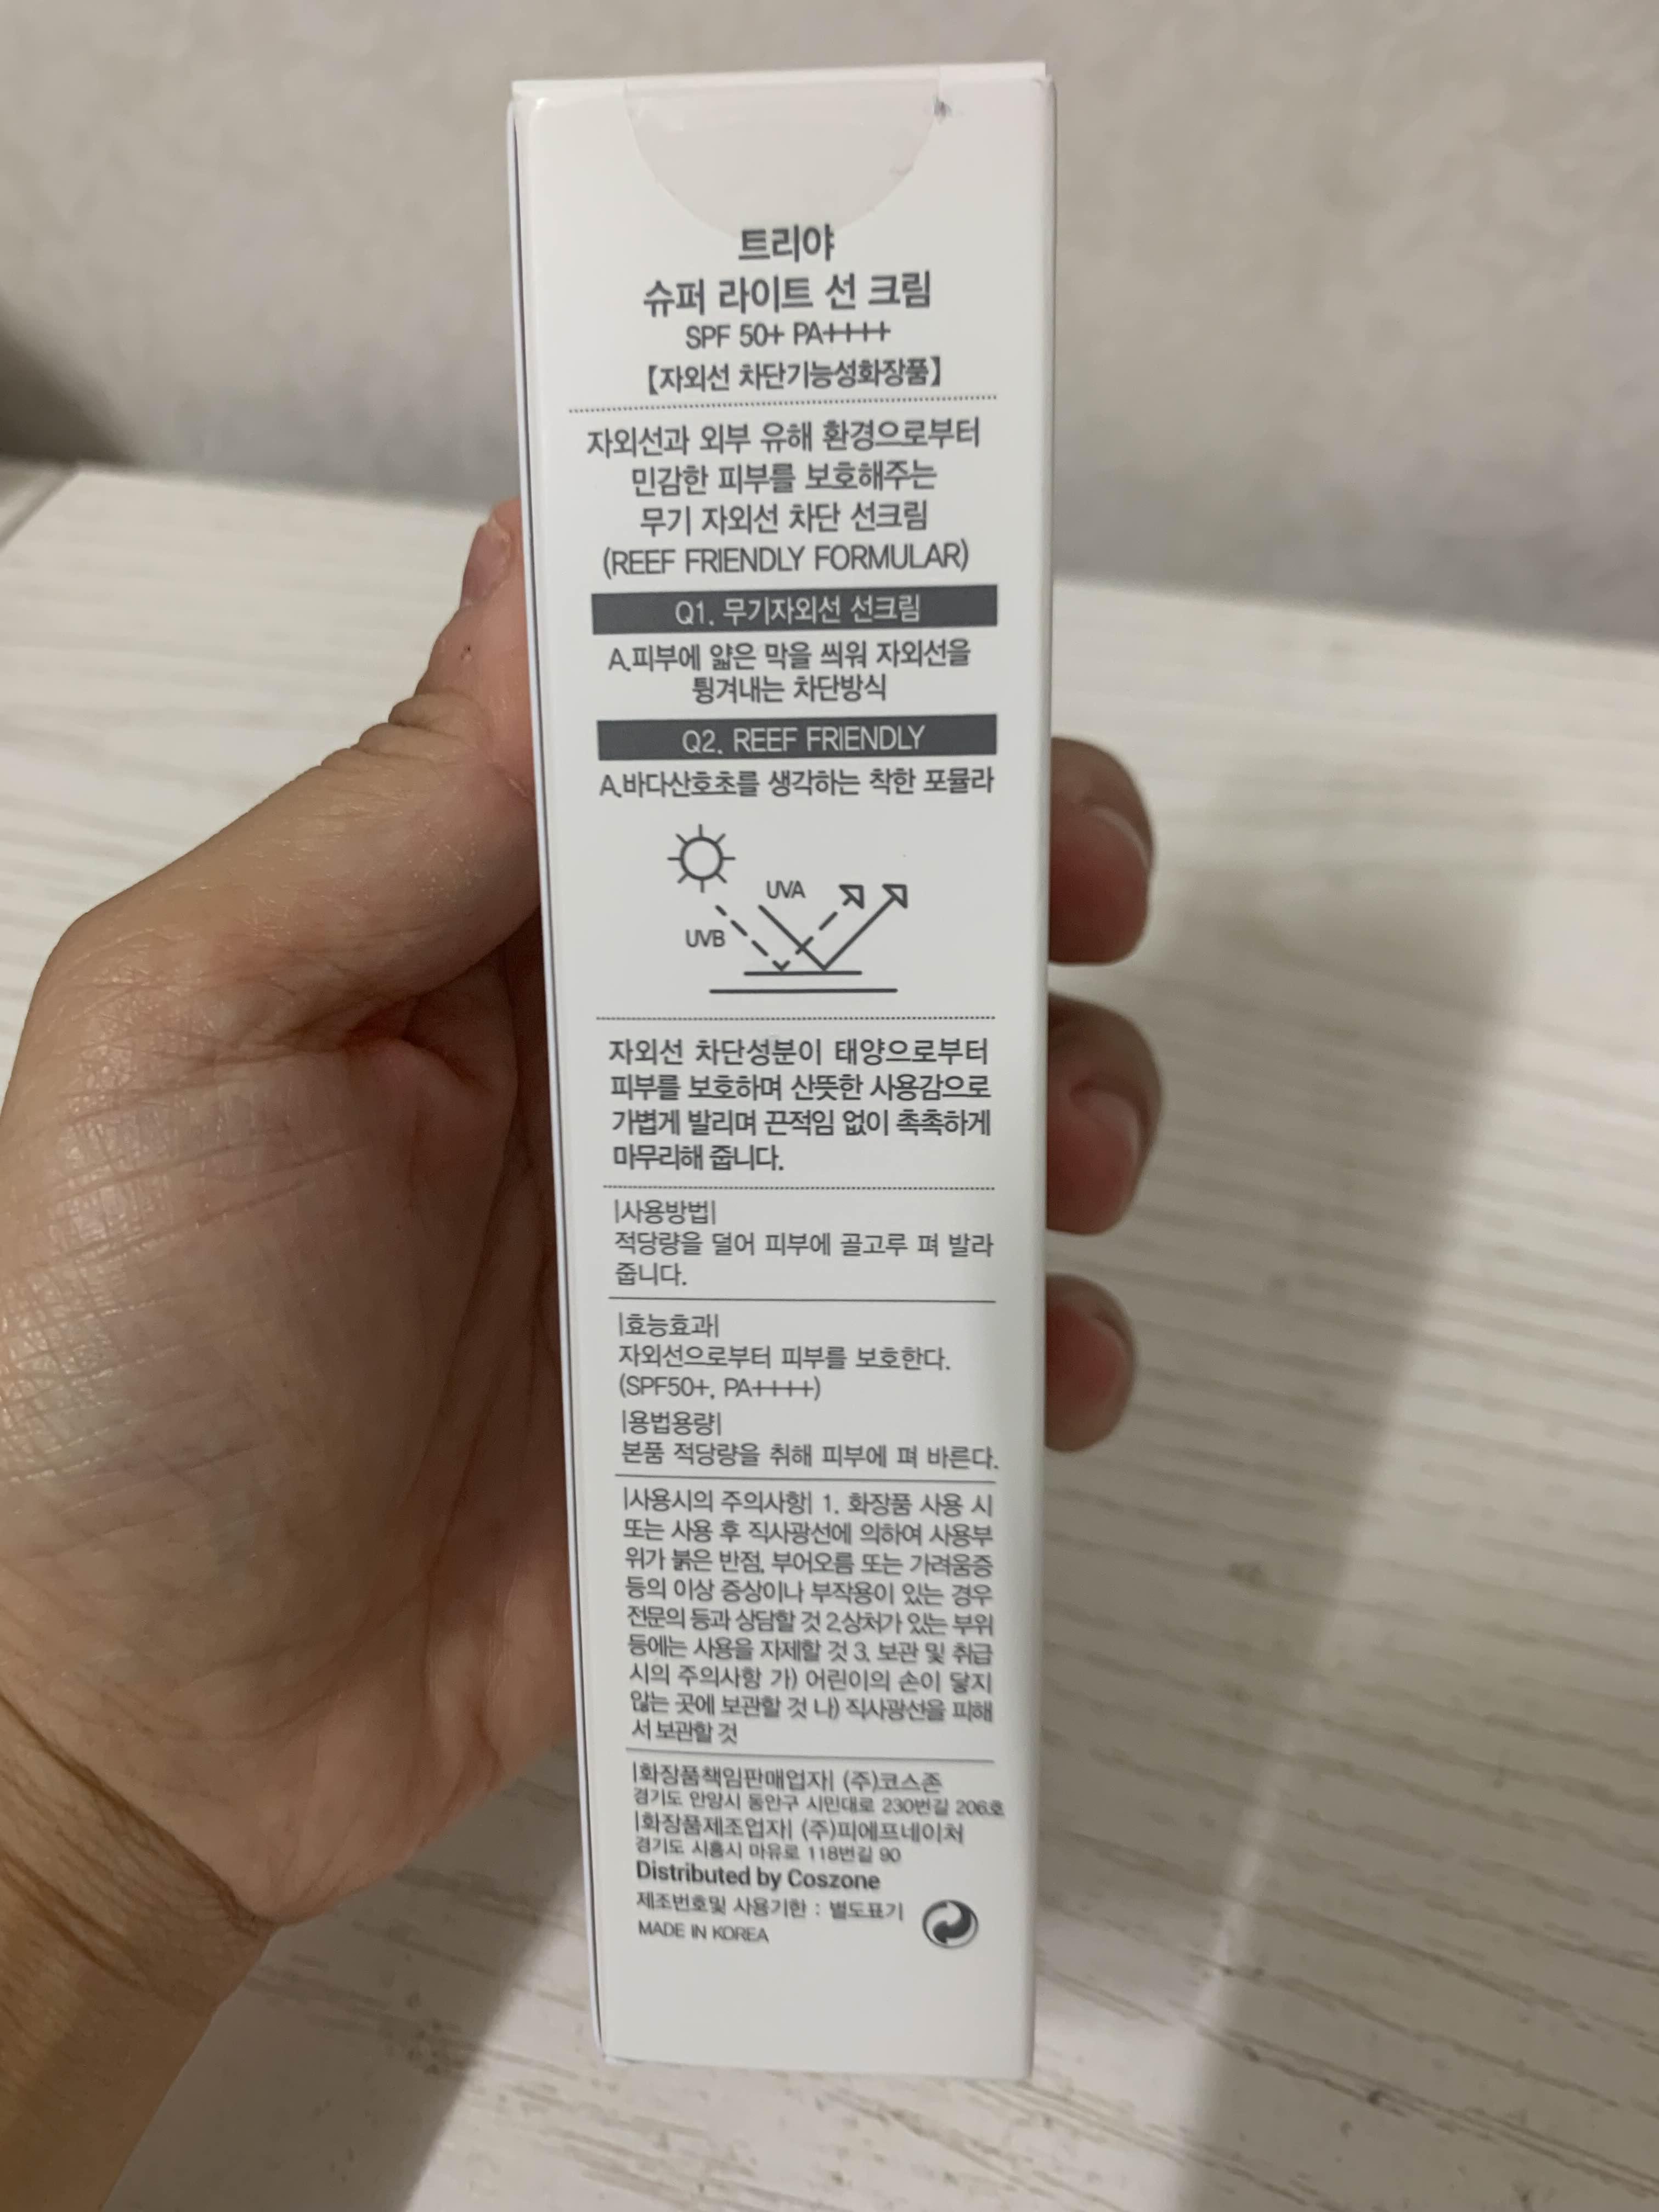 트리야
슈퍼 라이트 선 크림
SPF 50+ PA++++
【자외선 차단기능성화장품】
자외선과 외부 유해 환경으로부터
민감한 피부를 보호해주는
무기 자외선 차단 선크림
(REEF FRIENDLY FORMULAR)
Q1. 무기자외선 선크림
A.피부에 얇은 막을 씌워 자외선을
튕겨내는 차단방식
Q2. REEF FRIENDLY
A.바다산호초를 생각하는 착한 포뮬라
UVA
UVB
자외선 차단성분이 태양으로부터
피부를 보호하며 산뜻한 사용감으로
가볍게 발리며 끈적임 없이 촉촉하게
마무리해 줍니다.
|사용방법|
적당량을 덜어 피부에 골고루 펴 발라
줍니다.
|효능효과|
자외선으로부터 피부를 보호한다.
(SPF50+, PA++++)
|용법용량|
본품 적당량을 취해 피부에 펴 바른다.
|사용시의 주의사항| 1. 화장품 사용 시
또는 사용 후 직사광선에 의하여 사용부
위가 붉은 반점, 부어오름 또는 가려움증
등의 이상 증상이나 부작용이 있는 경우
전문의 등과 상담할 것 2.상처가 있는 부위
등에는 사용을 자제할 것 3. 보관 및 취급
시의 주의사항 가) 어린이의 손이 닿지
않는 곳에 보관할 것 나) 직사광선을 피해
서 보관할 것
|화장품책임판매업자| (주)코스존
경기도 안양시 동안구 시민대로 230번길 206호
|화장품제조업자| (주)피에프네이처
경기도 시흥시 마유로 118번길 90
Distributed by Coszone
제조번호및 사용기한 : 별도표기
MADE IN KOREA